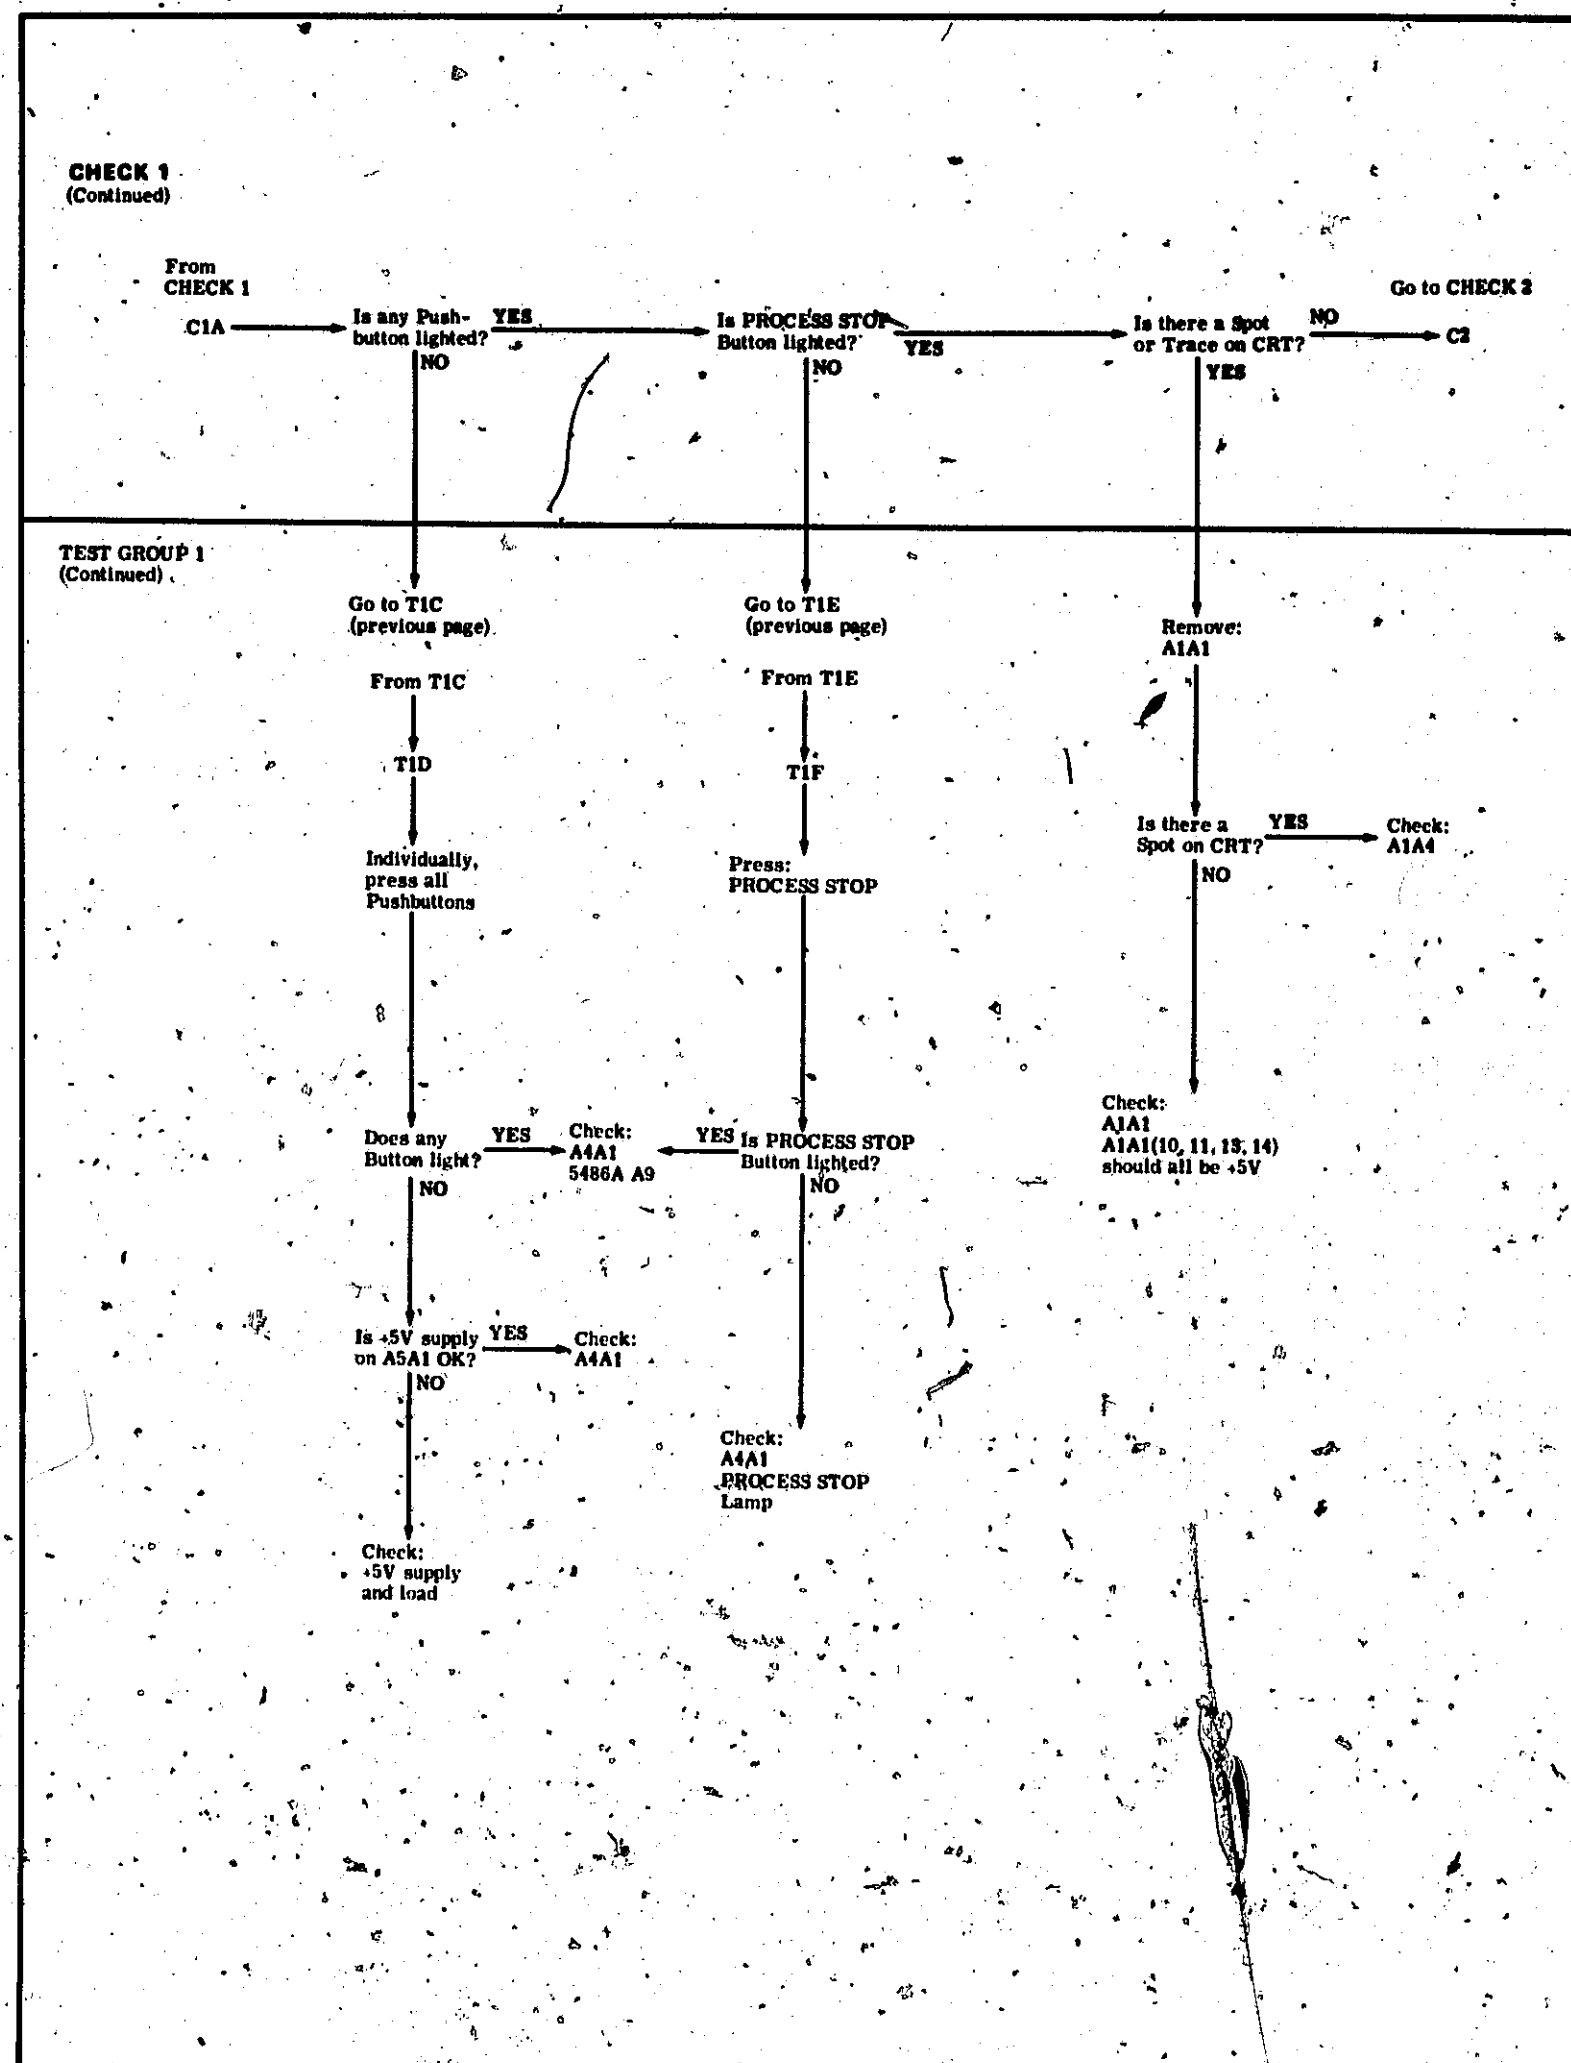 CHECK 1
(Continued)
From
CHECK 1
Go to CHECK 2
C1A
Is any Push-
button lighted?
YES
NO
Is PROCESS STOP
Button lighted?
YES
NO
Is there a Spot
or Trace on CRT?
NO
YES
C2
TEST GROUP 1
(Continued)
Go to T1C
(previous page)
From T1C
T1D
Individually,
press all
Pushbuttons
Does any
Button light?
YES
NO
Check:
A4A1
5486A A9
Is +5V supply
on A5A1 OK?
YES
NO
Check:
A4A1
Check:
+5V supply
and load
Go to T1E
(previous page)
From T1E
T1F
Press:
PROCESS STOP
YES
Is PROCESS STOP
Button lighted?
NO
Check:
A4A1
PROCESS STOP
Lamp
Remove:
A1A1
Is there a
Spot on CRT?
YES
NO
Check:
A1A4
Check:
A1A1
A1A1(10, 11, 13, 14)
should all be +5V